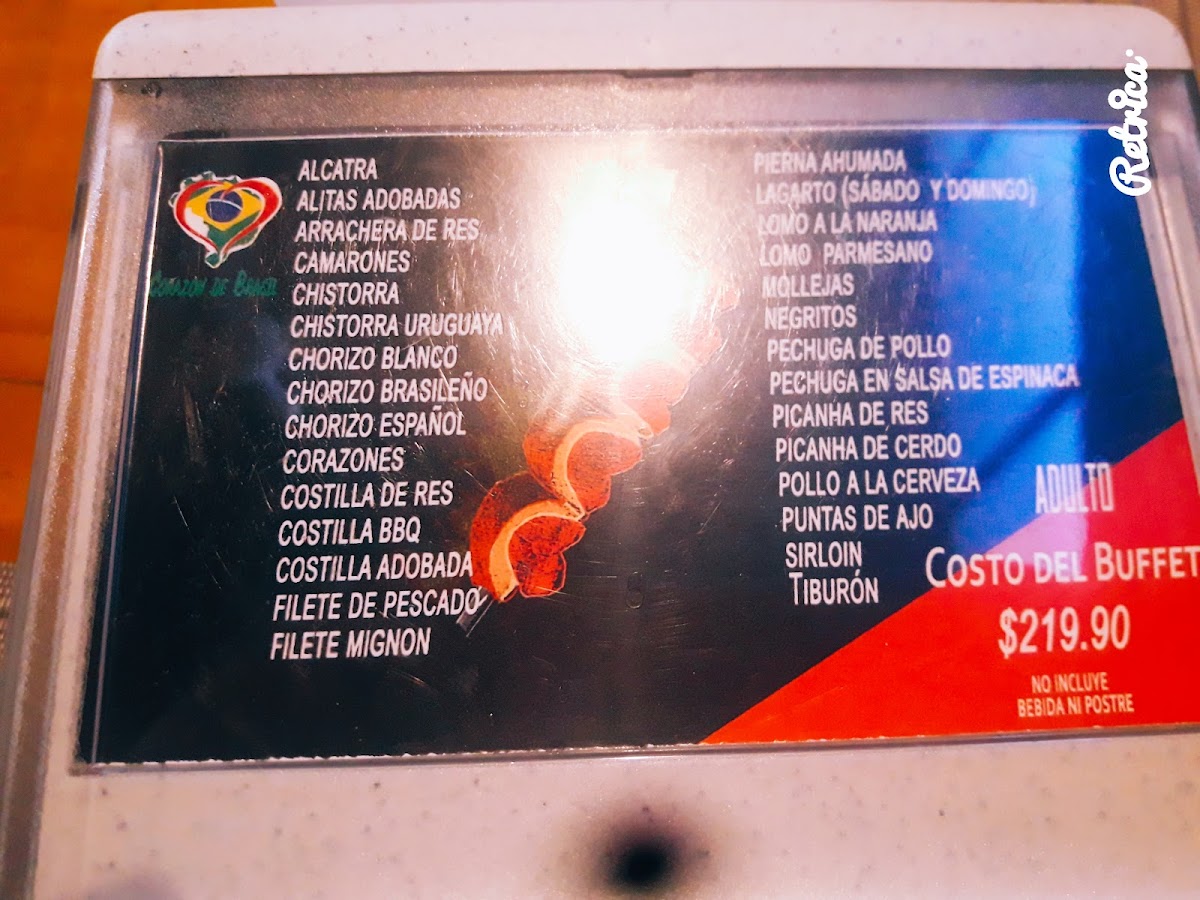 CORAZÓN DE BRASIL
ALCATRA
ALITAS ADOBADAS
ARRACHERA DE RES
CAMARONES
CHISTORRA
CHISTORRA URUGUAYA
CHORIZO BLANCO
CHORIZO BRASILEÑO
CHORIZO ESPAÑOL
CORAZONES
COSTILLA DE RES
COSTILLA BBQ
COSTILLA ADOBADA
FILETE DE PESCADO
FILETE MIGNON
PIERNA AHUMADA
LAGARTO (SÁBADO Y DOMINGO)
LOMO A LA NARANJA
LOMO PARMESANO
MOLLEJAS
NEGRITOS
PECHUGA DE POLLO
PECHUGA EN SALSA DE ESPINACA
PICANHA DE RES
PICANHA DE CERDO
POLLO A LA CERVEZA
PUNTAS DE AJO
SIRLOIN
TIBURÓN
ADULTO
COSTO DEL BUFFET
$219.90
NO INCLUYE
BEBIDA NI POSTRE
Retrica